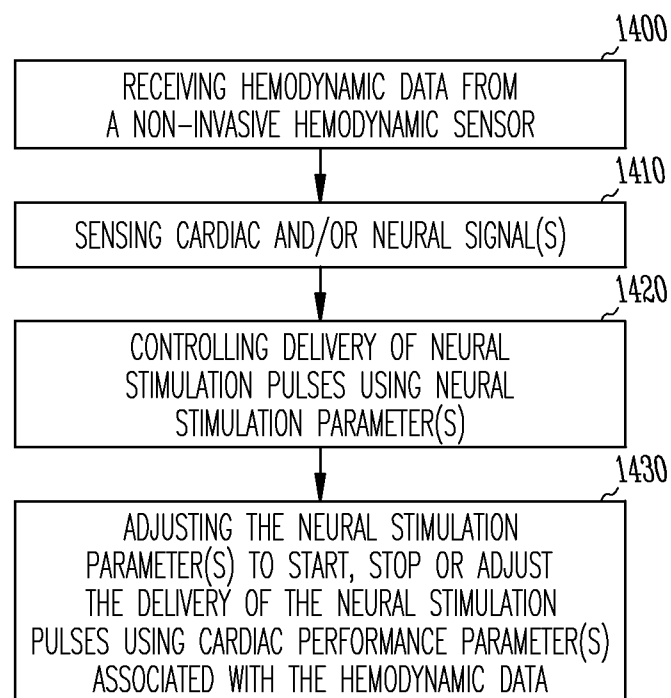 1400
RECEIVING HEMODYNAMIC DATA FROM
A NON-INVASIVE HEMODYNAMIC SENSOR
1410
SENSING CARDIAC AND/OR NEURAL SIGNAL(S)
1420
CONTROLLING DELIVERY OF NEURAL
STIMULATION PULSES USING NEURAL
STIMULATION PARAMETER(S)
1430
ADJUSTING THE NEURAL STIMULATION
PARAMETER(S) TO START, STOP OR ADJUST
THE DELIVERY OF THE NEURAL STIMULATION
PULSES USING CARDIAC PERFORMANCE PARAMETER(S)
ASSOCIATED WITH THE HEMODYNAMIC DATA